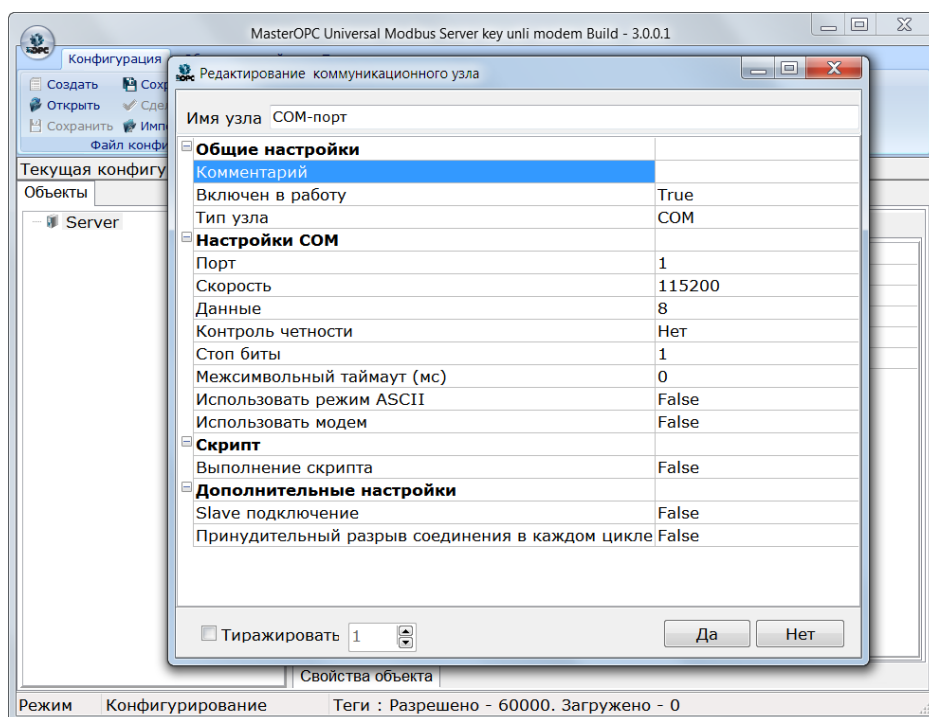 MasterOPC Universal Modbus Server key unli modem Build - 3.0.0.1
Конфигурация
Создать
Открыть
Сохранить
Текущая
Объекты
Server
Редактирование коммуникационного узла
Имя узла COM-порт
Общие настройки
Комментарий
Включен в работу True
Тип узла COM
Настройки COM
Порт 1
Скорость 115200
Данные 8
Контроль четности Нет
Стоп биты 1
Межсимвольный таймаут (мс) 0
Использовать режим ASCII False
Использовать модем False
Скрипт
Выполнение скрипта False
Дополнительные настройки
Slave подключение False
Принудительный разрыв соединения в каждом цикле False
Тиражировать 1
Да Нет
Свойства объекта
Режим Конфигурирование Теги : Разрешено - 60000. Загружено - 0